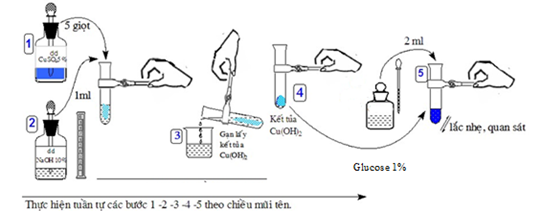 1
5 giọt
dd
CuSO₄5%
1ml
2
dd
NaOH 10%
3
Gạn lấy
kết tủa
Cu(OH)₂
4
Kết tủa
Cu(OH)₂
2 ml
5
lắc nhẹ, quan sát
Glucose 1%
Thực hiện tuần tự các bước 1 -2 -3 -4 -5 theo chiều mũi tên.